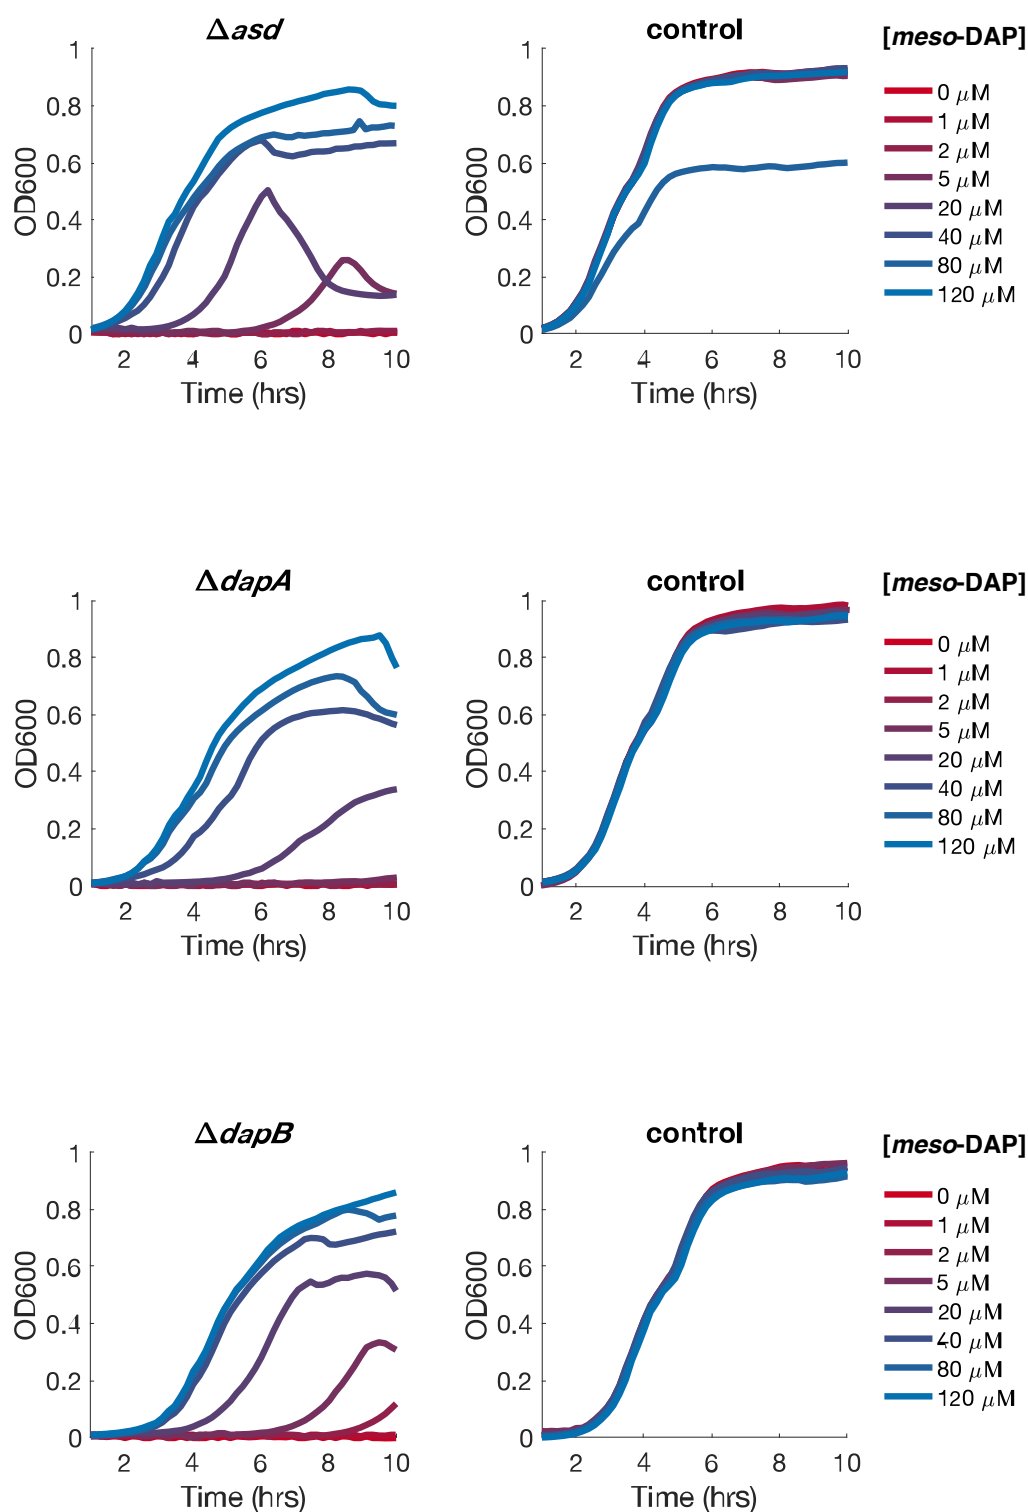 Δasd
control
[meso-DAP]
1
0.8
0.6
0.4
0.2
0
OD600
2 4 6 8 10
Time (hrs)
1
0.8
0.6
0.4
0.2
0
OD600
2 4 6 8 10
Time (hrs)
0 μM
1 μM
2 μM
5 μM
20 μM
40 μM
80 μM
120 μM
ΔdapA
control
[meso-DAP]
1
0.8
0.6
0.4
0.2
0
OD600
2 4 6 8 10
Time (hrs)
1
0.8
0.6
0.4
0.2
0
OD600
2 4 6 8 10
Time (hrs)
0 μM
1 μM
2 μM
5 μM
20 μM
40 μM
80 μM
120 μM
ΔdapB
control
[meso-DAP]
1
0.8
0.6
0.4
0.2
0
OD600
2 4 6 8 10
Time (hrs)
1
0.8
0.6
0.4
0.2
0
OD600
2 4 6 8 10
Time (hrs)
0 μM
1 μM
2 μM
5 μM
20 μM
40 μM
80 μM
120 μM